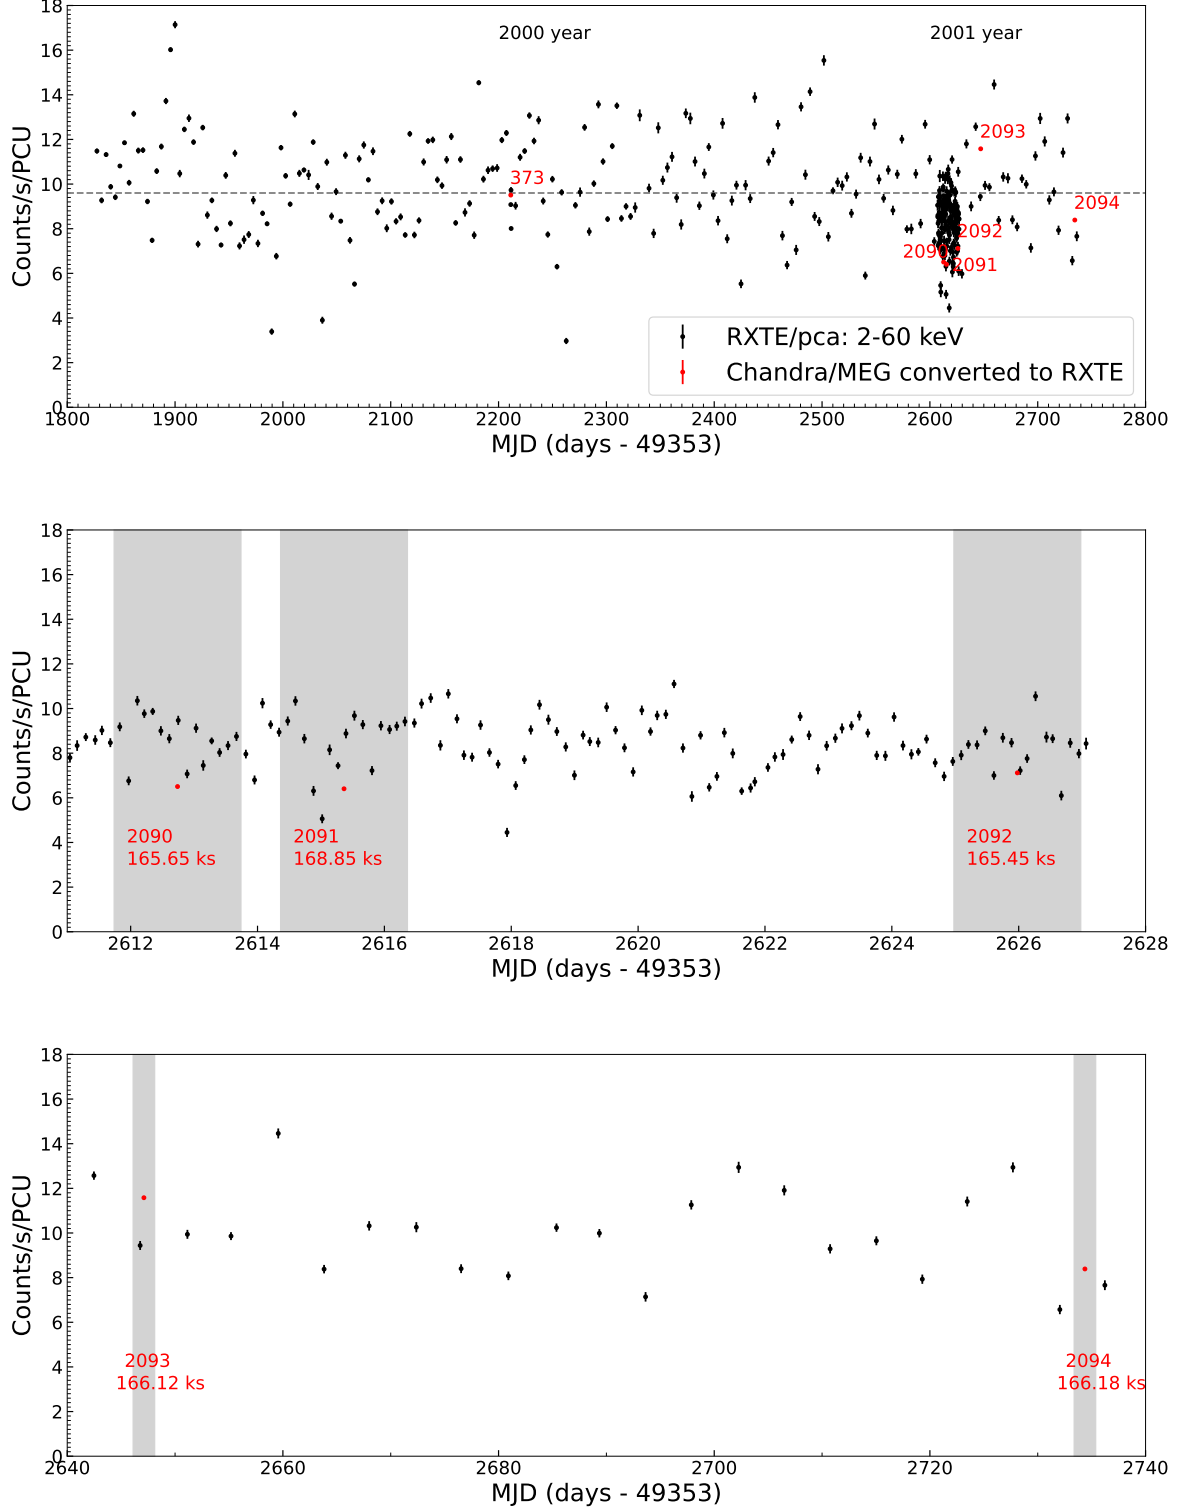 18
16
14
12
10
8
6
4
2
0
Counts/s/PCU
2000 year
2001 year
373
2093
2094
2092
2090
2091
RXTE/pca: 2-60 keV
Chandra/MEG converted to RXTE
1800 1900 2000 2100 2200 2300 2400 2500 2600 2700 2800
MJD (days - 49353)
18
16
14
12
10
8
6
4
2
0
Counts/s/PCU
2090
165.65 ks
2091
168.85 ks
2092
165.45 ks
2612 2614 2616 2618 2620 2622 2624 2626 2628
MJD (days - 49353)
18
16
14
12
10
8
6
4
2
0
Counts/s/PCU
2093
166.12 ks
2094
166.18 ks
2640 2660 2680 2700 2720 2740
MJD (days - 49353)